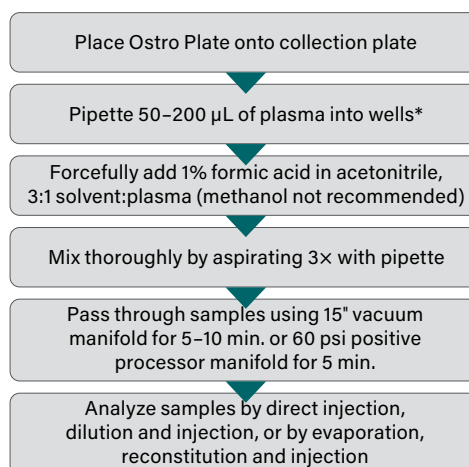 Place Ostro Plate onto collection plate
Pipette 50–200 µL of plasma into wells*
Forcefully add 1% formic acid in acetonitrile,
3:1 solvent:plasma (methanol not recommended)
Mix thoroughly by aspirating 3× with pipette
Pass through samples using 15" vacuum
manifold for 5–10 min. or 60 psi positive
processor manifold for 5 min.
Analyze samples by direct injection,
dilution and injection, or by evaporation,
reconstitution and injection